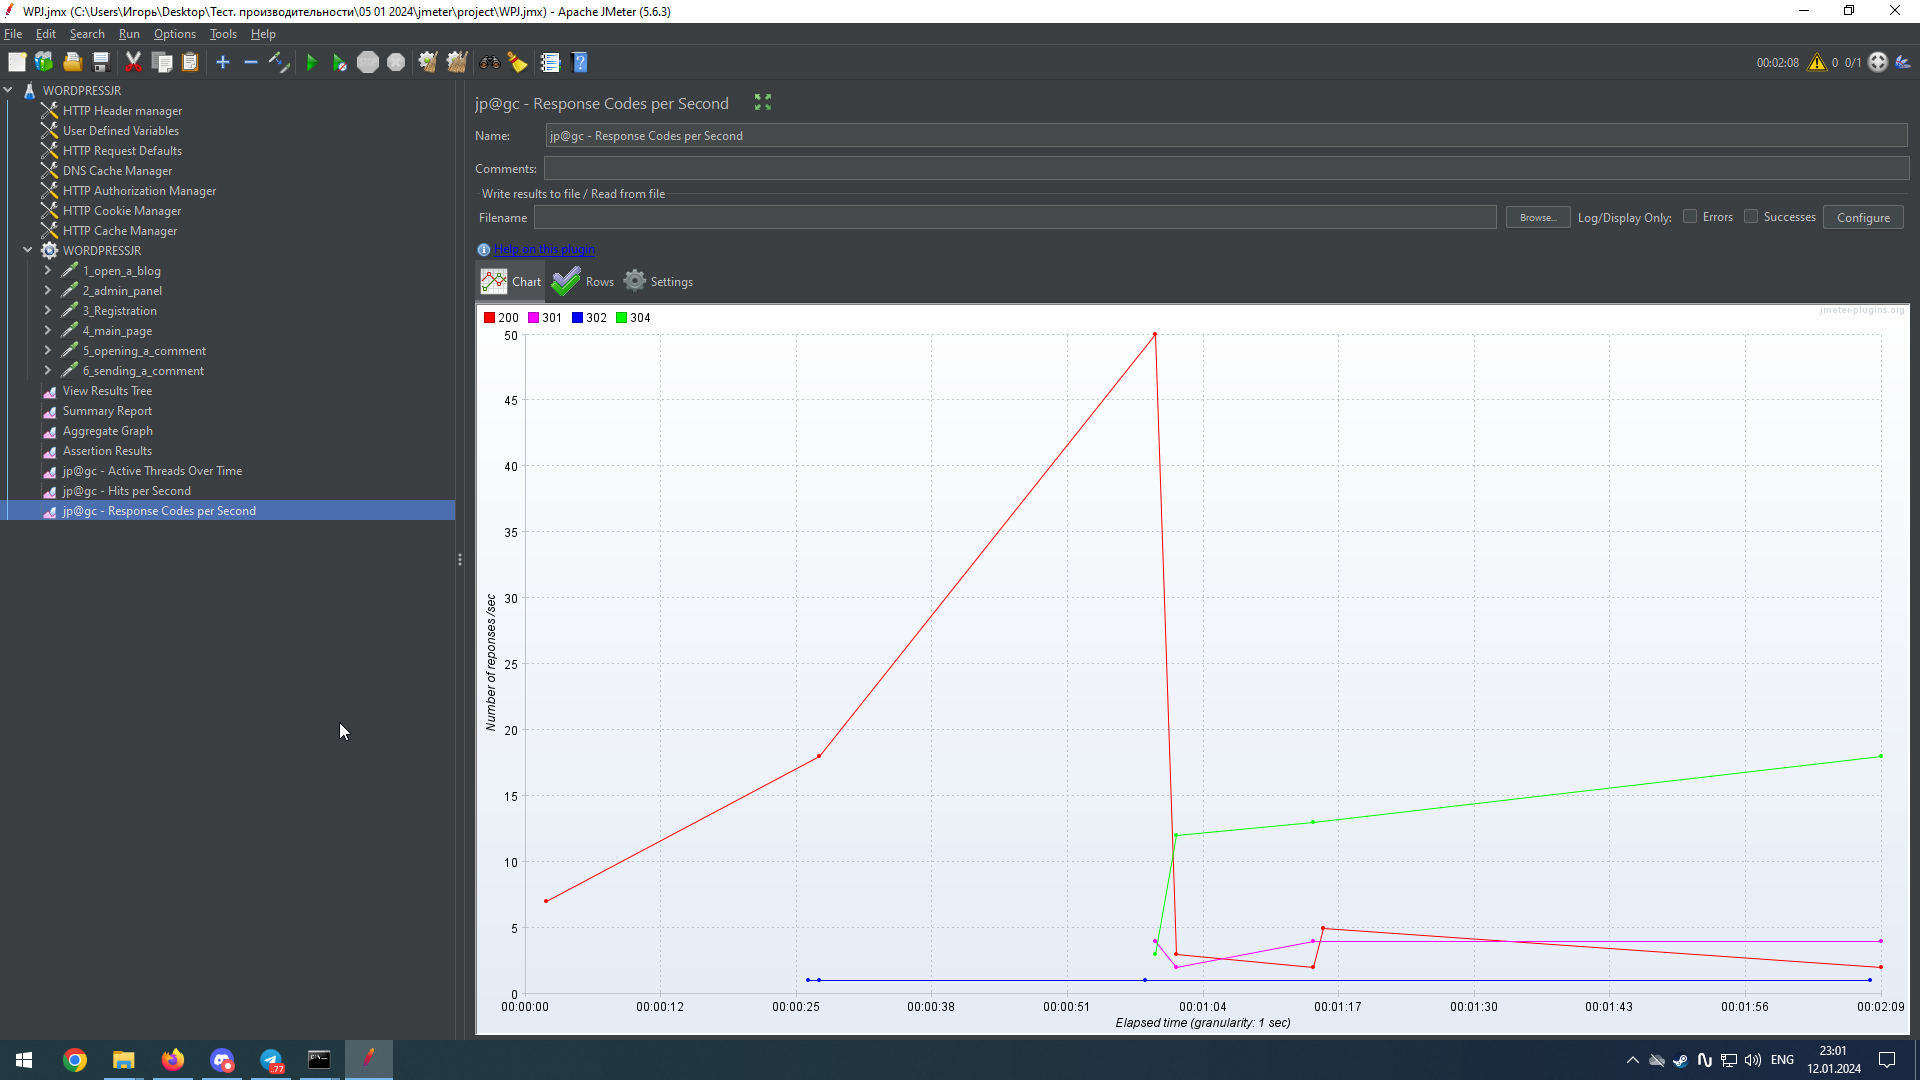 WPJ.jmx (C:\Users\Игорь\Desktop\Тест. производительности\05 01 2024\jmeter\project\WPJ.jmx) - Apache JMeter (5.6.3)
File Edit Search Run Options Tools Help
STOP 00:02:08 0 0/1
WORDPRESSJR
HTTP Header manager
User Defined Variables
HTTP Request Defaults
DNS Cache Manager
HTTP Authorization Manager
HTTP Cookie Manager
HTTP Cache Manager
WORDPRESSJR
1_open_a_blog
2_admin_panel
3_Registration
4_main_page
5_opening_a_comment
6_sending_a_comment
View Results Tree
Summary Report
Aggregate Graph
Assertion Results
jp@gc - Active Threads Over Time
jp@gc - Hits per Second
jp@gc - Response Codes per Second
jp@gc - Response Codes per Second
Name: jp@gc - Response Codes per Second
Comments:
Write results to file / Read from file
Filename Browse... Log/Display Only: Errors Successes Configure
Help on this plugin
Chart Rows Settings
200 301 302 304
jmeter-plugins.org
50
45
40
35
30
25
20
15
10
5
0
Number of reponses /sec
00:00:00 00:00:12 00:00:25 00:00:38 00:00:51 00:01:04 00:01:17 00:01:30 00:01:43 00:01:56 00:02:09
Elapsed time (granularity: 1 sec)
.77
ENG
23:01
12.01.2024